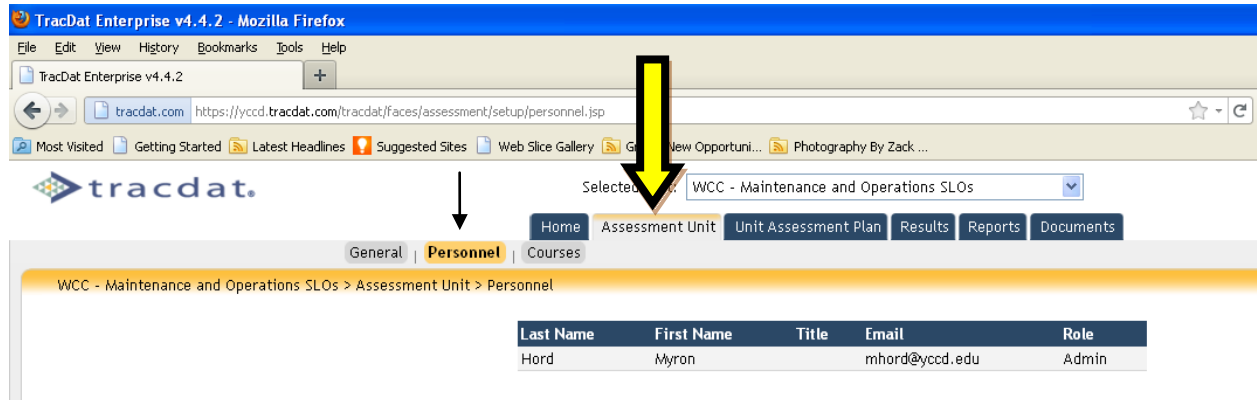 TracDat Enterprise v4.4.2 - Mozilla Firefox
File Edit View History Bookmarks Tools Help
TracDat Enterprise v4.4.2 +
tracdat.com https://yccd.tracdat.com/tracdat/faces/assessment/setup/personnel.jsp
Most Visited Getting Started Latest Headlines Suggested Sites Web Slice Gallery New Opportuni... Photography By Zack ...
tracdat. WCC - Maintenance and Operations SLOs
Home Assessment Unit Unit Assessment Plan Results Reports Documents
General | Personnel | Courses
WCC - Maintenance and Operations SLOs > Assessment Unit > Personnel
Last Name First Name Title Email Role
Hord Myron mhord@yccd.edu Admin